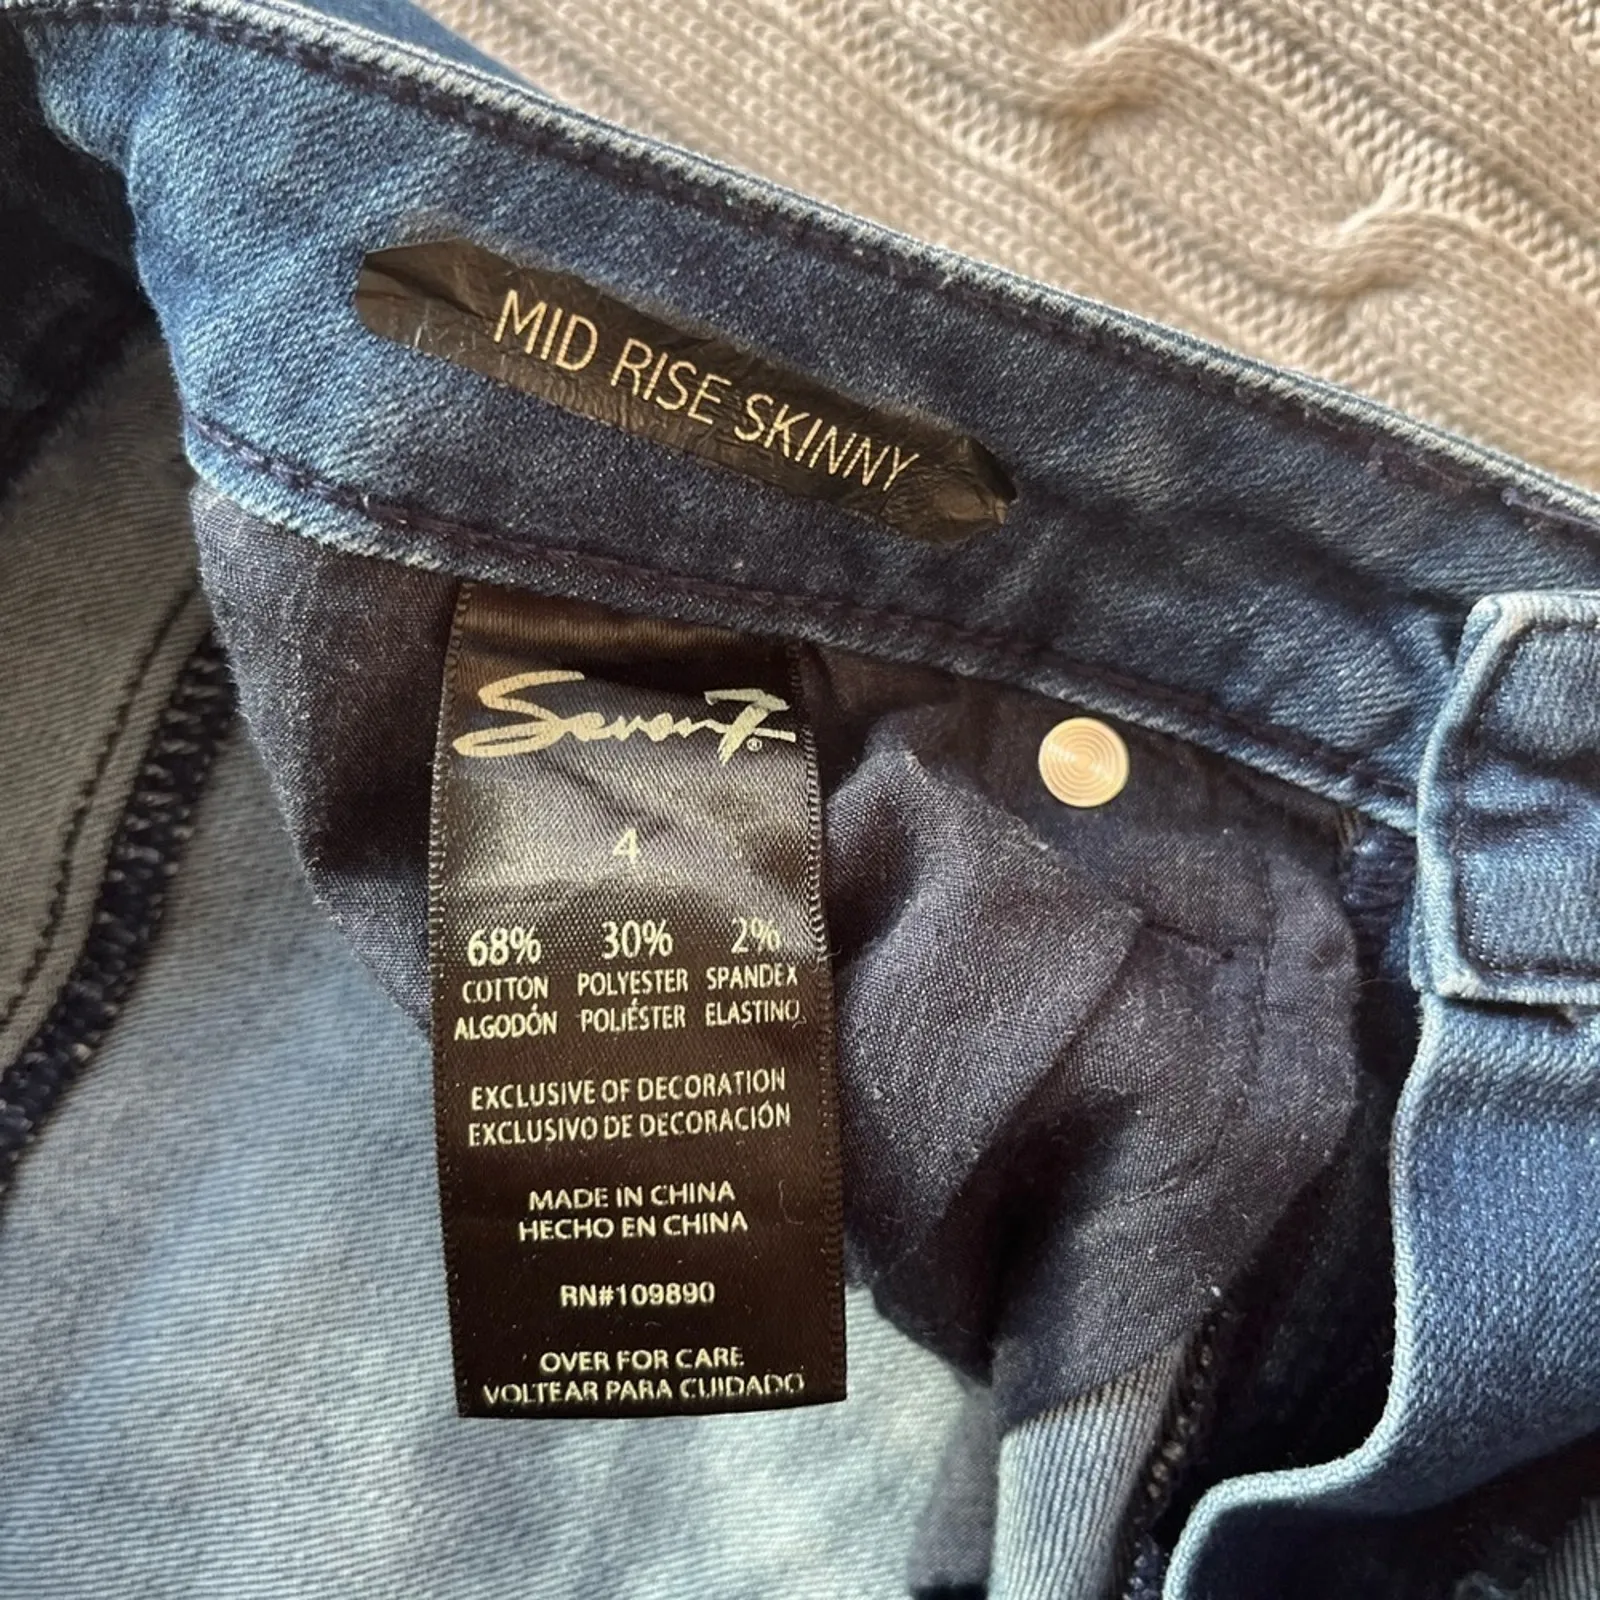 MID RISE SKINNY
Seven7®
4
68% 30% 2%
COTTON POLYESTER SPANDEX
ALGODÓN POLIÉSTER ELASTINO
EXCLUSIVE OF DECORATION
EXCLUSIVO DE DECORACIÓN
MADE IN CHINA
HECHO EN CHINA
RN#109890
OVER FOR CARE
VOLTEAR PARA CUIDADO